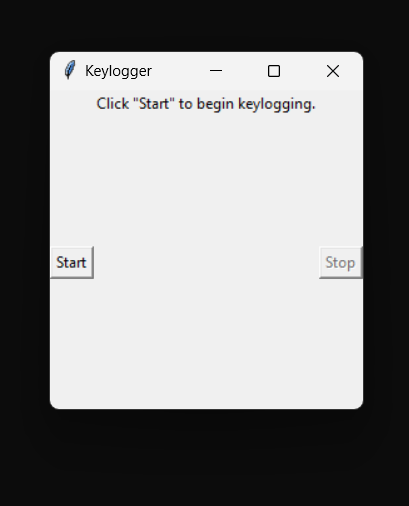 Keylogger
Click "Start" to begin keylogging.
Start
Stop